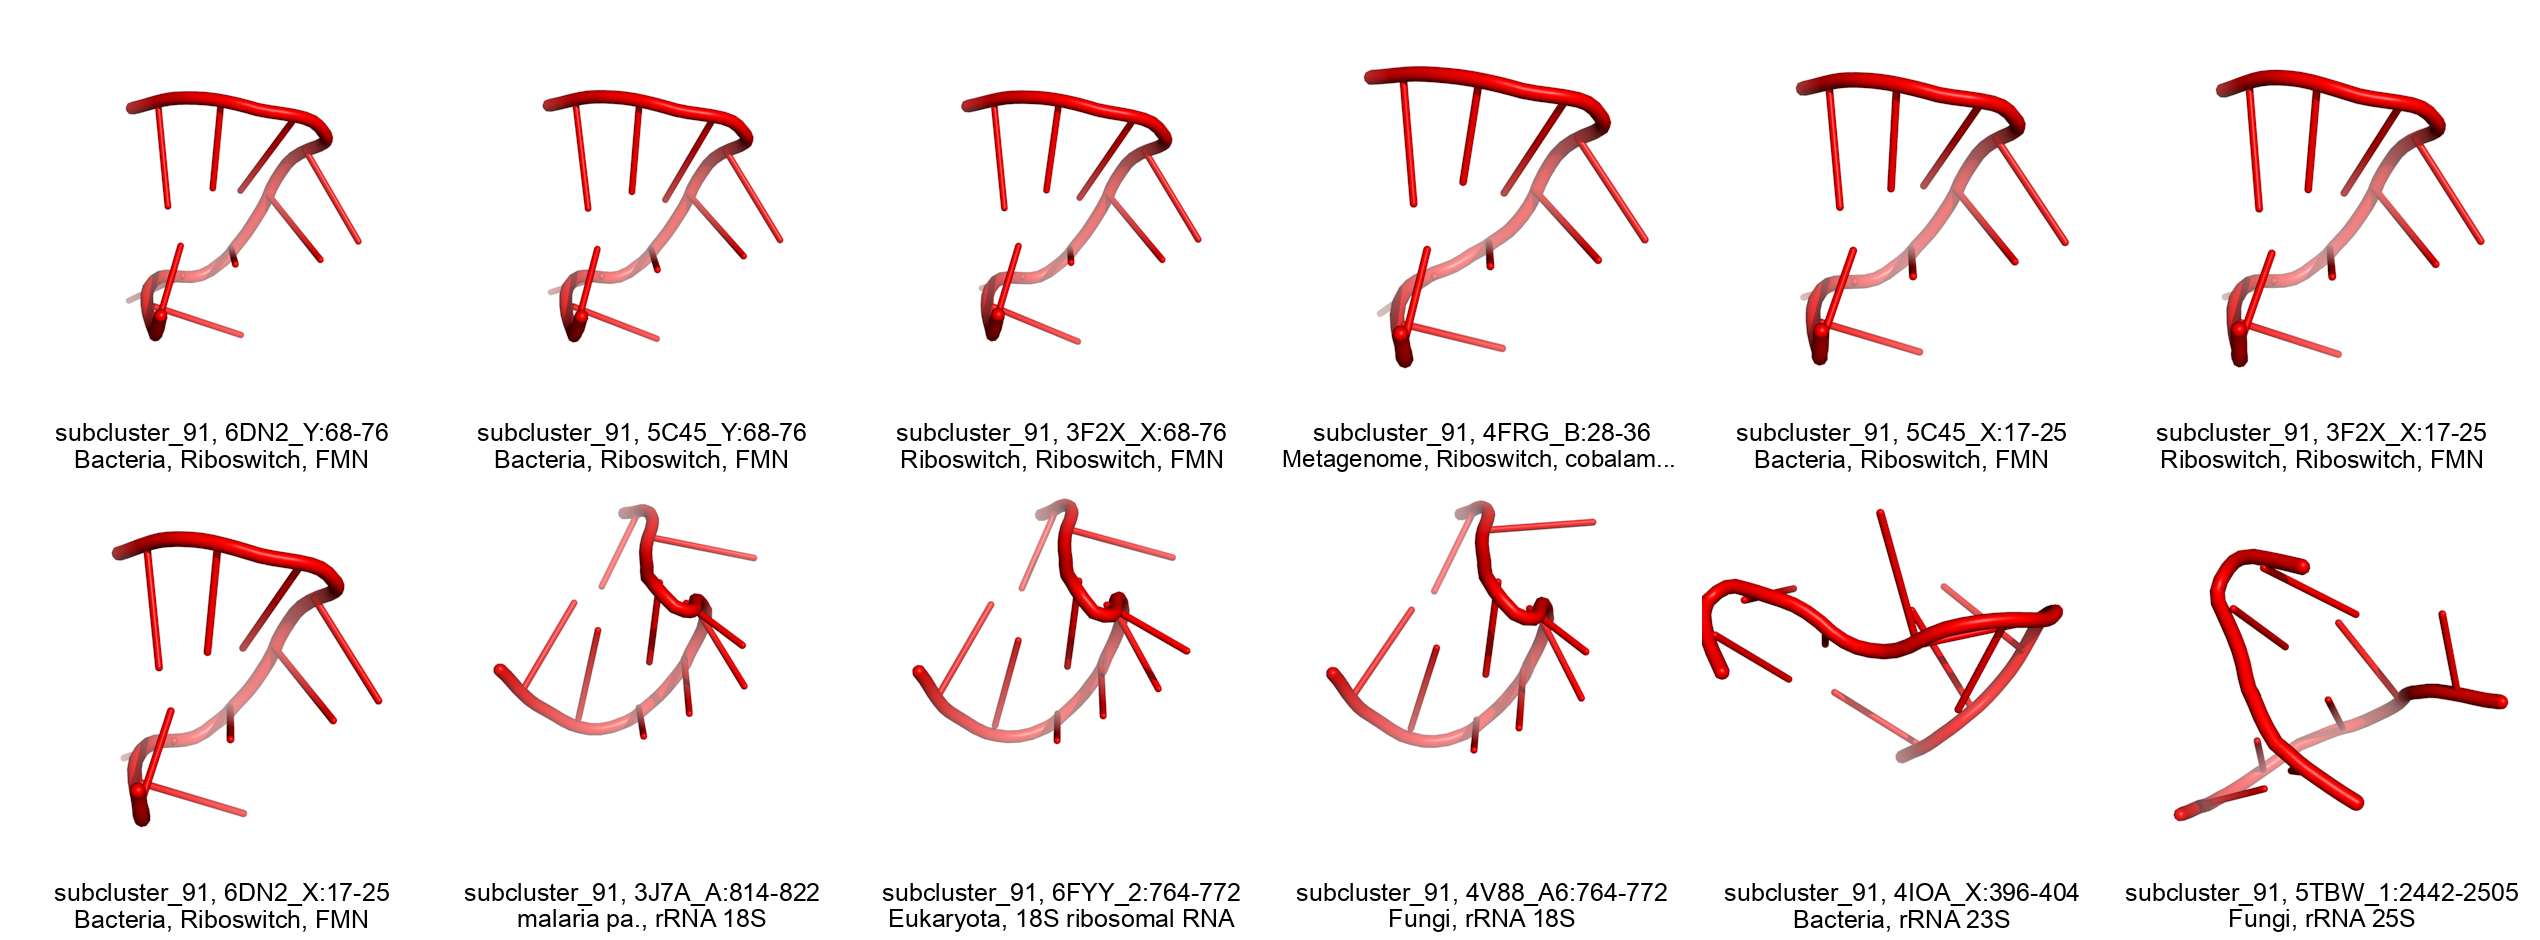 subcluster_91, 6DN2_Y:68-76
Bacteria, Riboswitch, FMN
subcluster_91, 5C45_Y:68-76
Bacteria, Riboswitch, FMN
subcluster_91, 3F2X_X:68-76
Riboswitch, Riboswitch, FMN
subcluster_91, 4FRG_B:28-36
Metagenome, Riboswitch, cobalam...
subcluster_91, 5C45_X:17-25
Bacteria, Riboswitch, FMN
subcluster_91, 3F2X_X:17-25
Riboswitch, Riboswitch, FMN
subcluster_91, 6DN2_X:17-25
Bacteria, Riboswitch, FMN
subcluster_91, 3J7A_A:814-822
malaria pa., rRNA 18S
subcluster_91, 6FYY_2:764-772
Eukaryota, 18S ribosomal RNA
subcluster_91, 4V88_A6:764-772
Fungi, rRNA 18S
subcluster_91, 4IOA_X:396-404
Bacteria, rRNA 23S
subcluster_91, 5TBW_1:2442-2505
Fungi, rRNA 25S